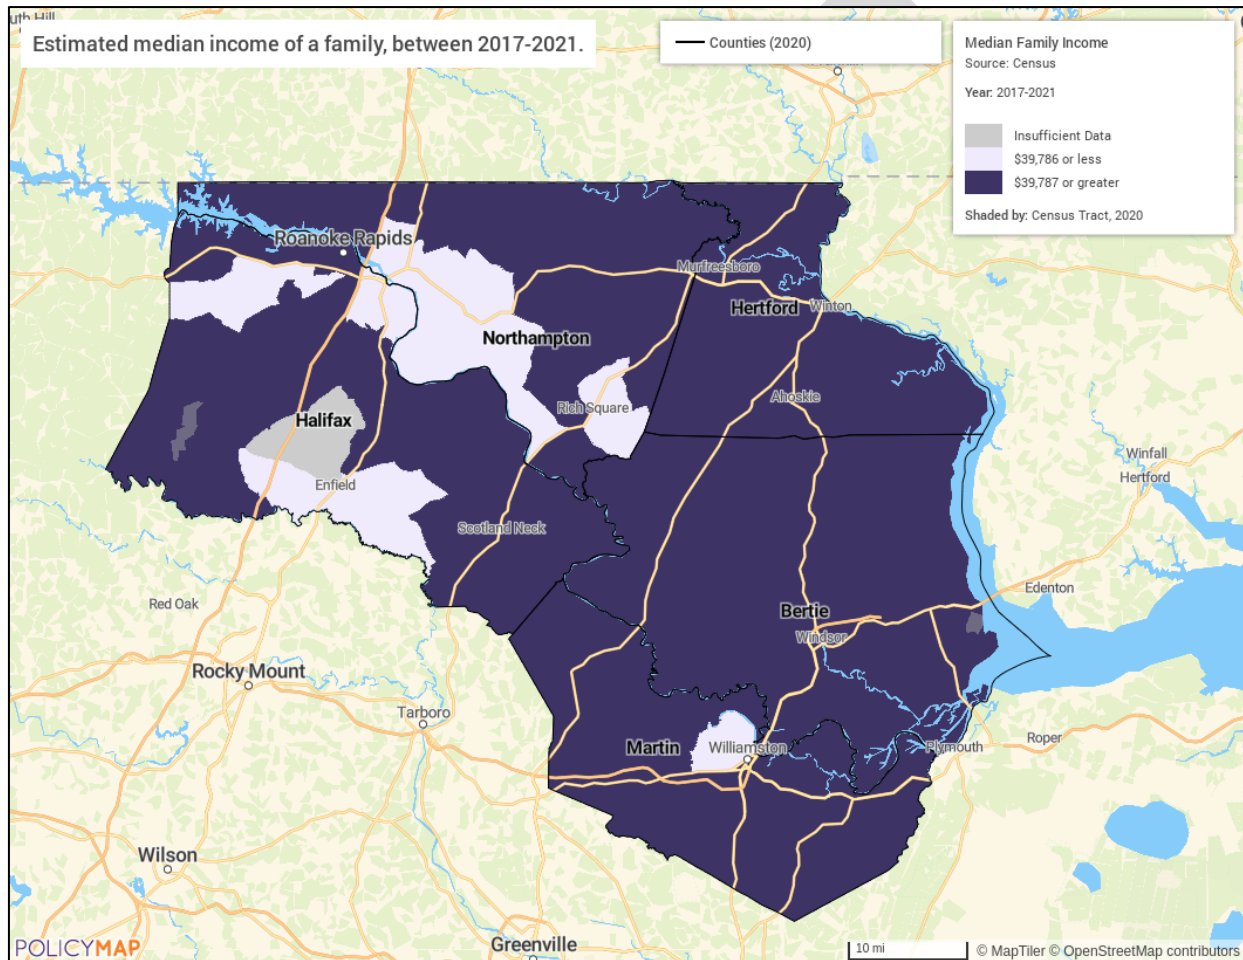 Estimated median income of a family, between 2017-2021.
Counties (2020)
Median Family Income
Source: Census
Year: 2017-2021
Insufficient Data
$39,786 or less
$39,787 or greater
Shaded by: Census Tract, 2020
Roanoke Rapids
Murfreesboro
Hertford
Winton
Northampton
Ahoskie
Rich Square
Halifax
Winfall
Hertford
Enfield
Scotland Neck
Edenton
Red Oak
Bertie
Windsor
Rocky Mount
Tarboro
Martin
Williamston
Plymouth
Roper
Wilson
Greenville
POLICYMAP
10 mi
© MapTiler © OpenStreetMap contributors